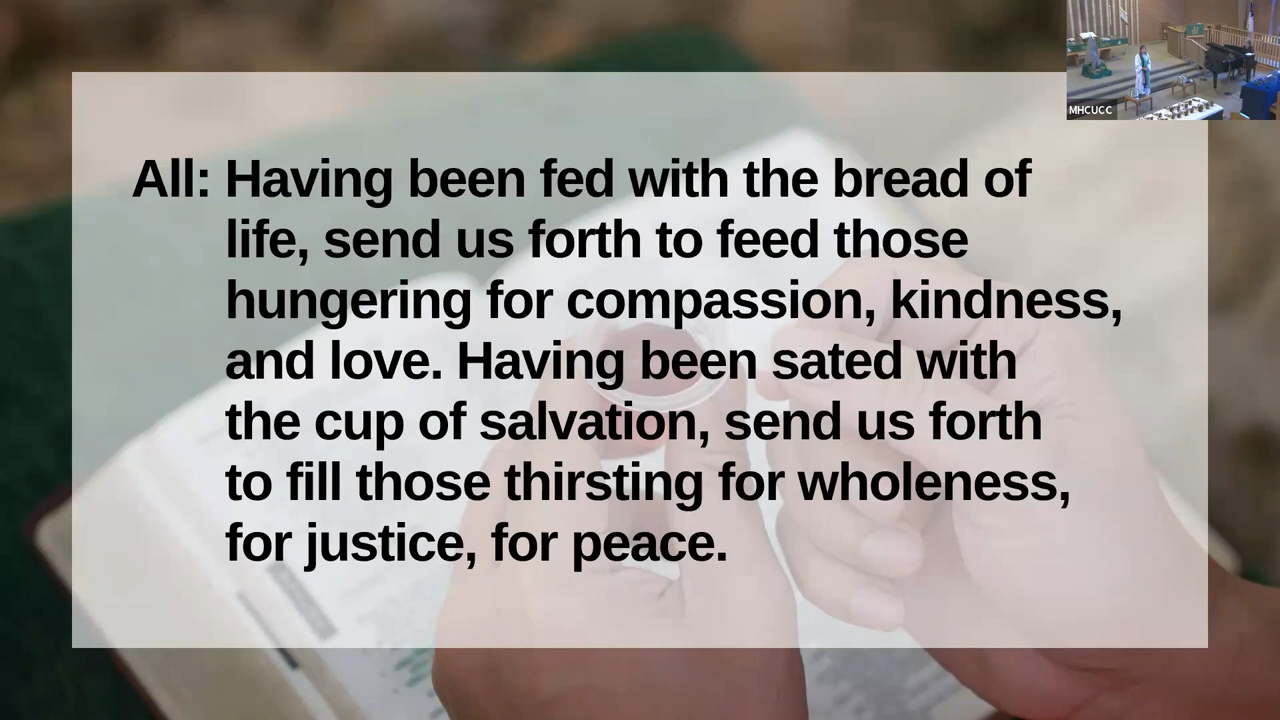 MHCUCC
All: Having been fed with the bread of
life, send us forth to feed those
hungering for compassion, kindness,
and love. Having been sated with
the cup of salvation, send us forth
to fill those thirsting for wholeness,
for justice, for peace.